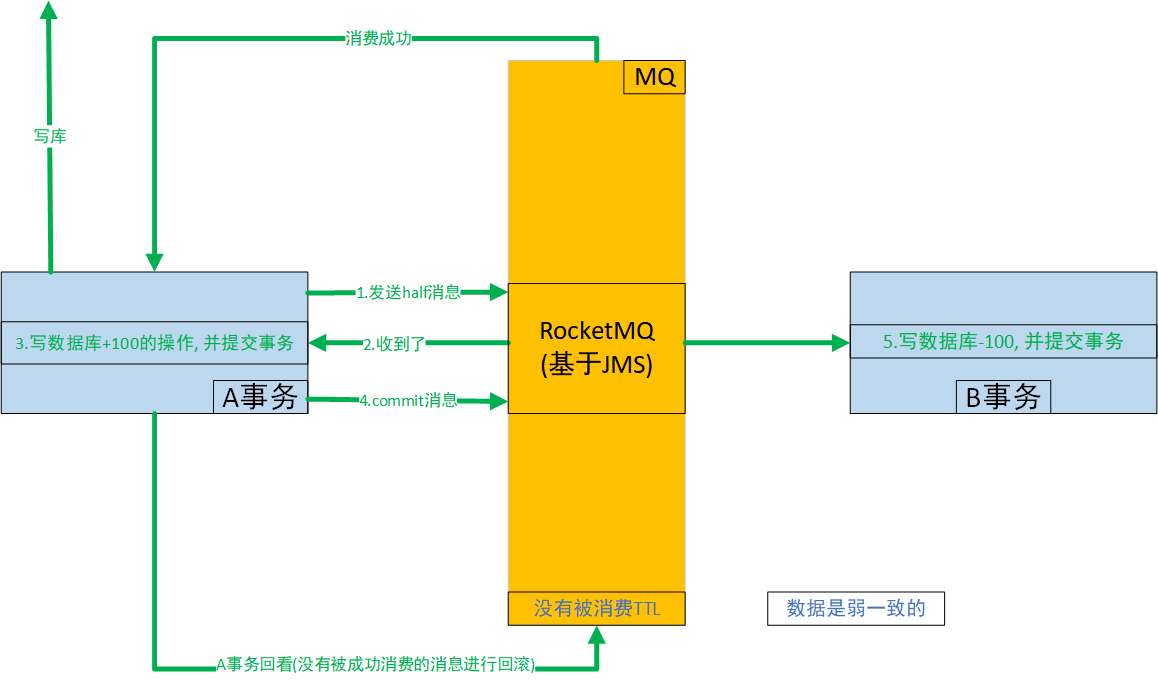 消费成功
MQ
写库
1.发送half消息
RocketMQ
(基于JMS)
3.写数据库+100的操作, 并提交事务
2.收到了
5.写数据库-100, 并提交事务
A事务
4.commit消息
B事务
没有被消费TTL
数据是弱一致的
A事务回看(没有被成功消费的消息进行回滚)